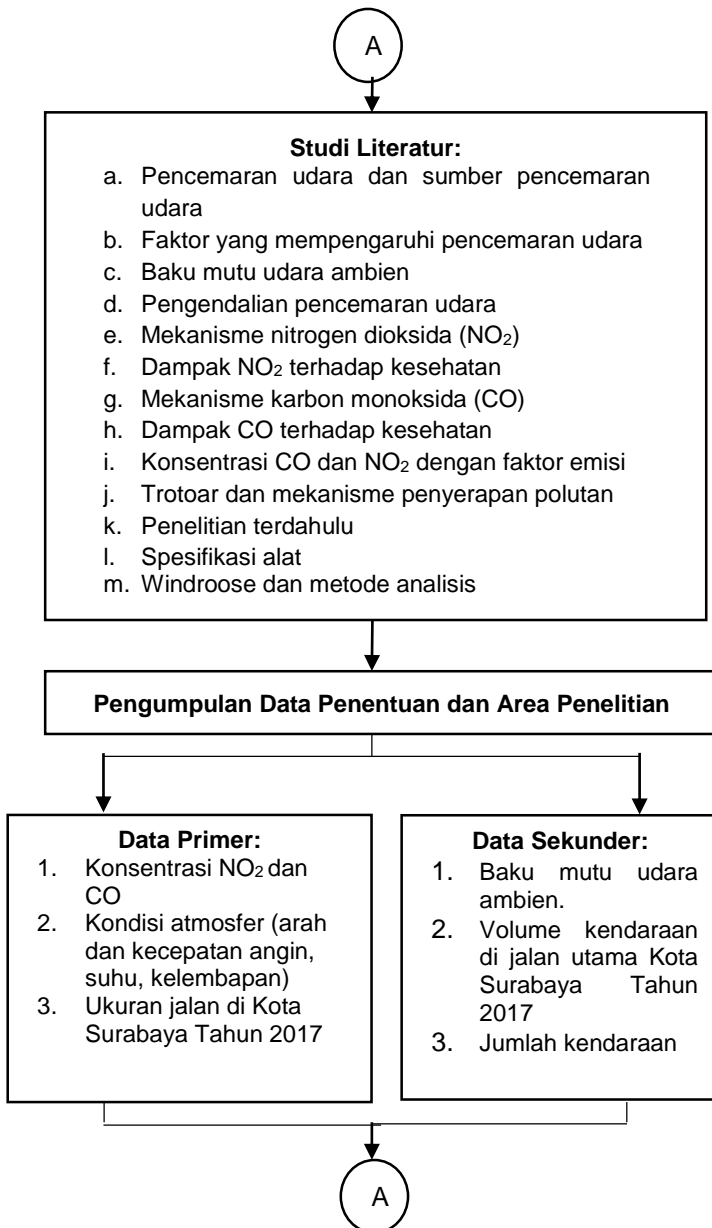 A
Studi Literatur:
a. Pencemaran udara dan sumber pencemaran
udara
b. Faktor yang mempengaruhi pencemaran udara
c. Baku mutu udara ambien
d. Pengendalian pencemaran udara
e. Mekanisme nitrogen dioksida (NO₂)
f. Dampak NO₂ terhadap kesehatan
g. Mekanisme karbon monoksida (CO)
h. Dampak CO terhadap kesehatan
i. Konsentrasi CO dan NO₂ dengan faktor emisi
j. Trotoar dan mekanisme penyerapan polutan
k. Penelitian terdahulu
l. Spesifikasi alat
m. Windroose dan metode analisis
Pengumpulan Data Penentuan dan Area Penelitian
Data Primer:
1. Konsentrasi NO₂ dan
CO
2. Kondisi atmosfer (arah
dan kecepatan angin,
suhu, kelembapan)
3. Ukuran jalan di Kota
Surabaya Tahun 2017
Data Sekunder:
1. Baku mutu udara
ambien.
2. Volume kendaraan
di jalan utama Kota
Surabaya Tahun
2017
3. Jumlah kendaraan
A